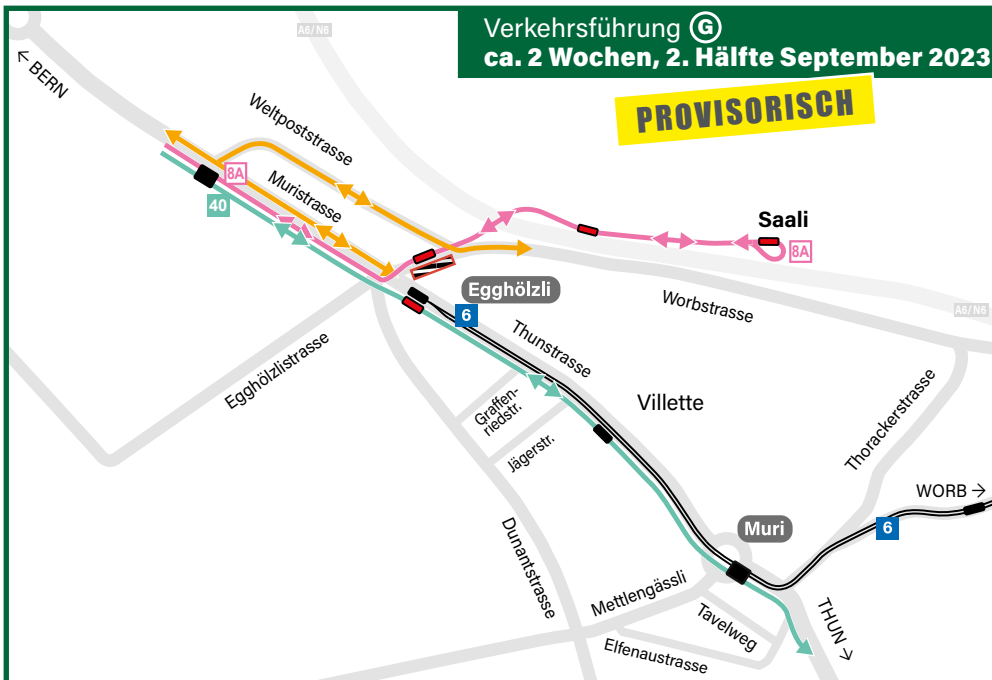 Verkehrsführung G
ca. 2 Wochen, 2. Hälfte September 2023
PROVISORISCH
A6/N6
← BERN
Weltpoststrasse
8A
Muristrasse
40
Saali
8A
Egghölzli
6
Worbstrasse
A6/N6
Thunstrasse
Egghölzlistrasse
Graffen-
riedstr.
Villette
Jägerstr.
Thorackerstrasse
WORB →
Muri
6
Dunantstrasse
Mettlengässli
Tavelweg
THUN →
Elfenaustrasse